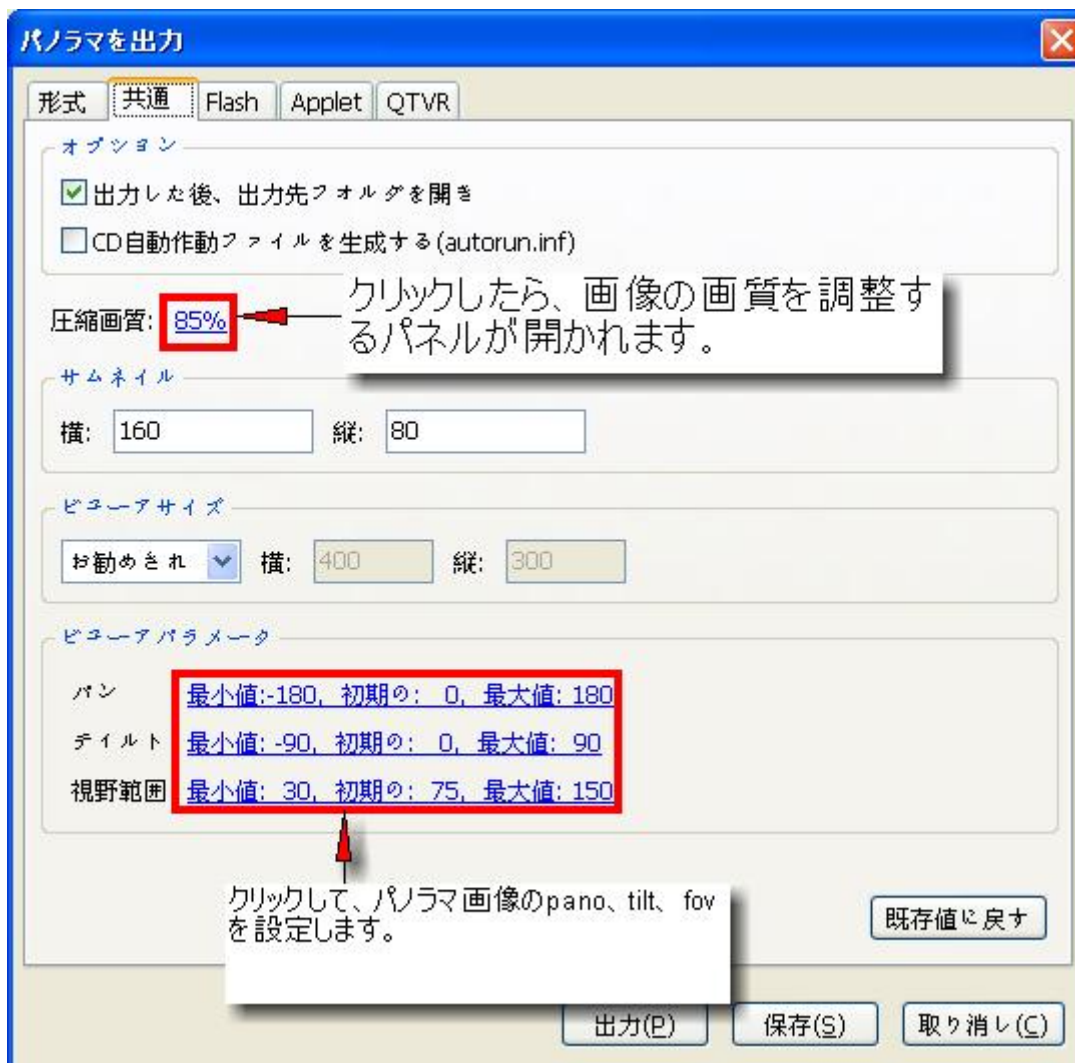 パノラマを出力
形式 共通 Flash Applet QTVR
オプション
出力した後、出力先フォルダを開き
CD自動作動ファイルを生成する(autorun.inf)
圧縮画質: 85%
クリックしたら、画像の画質を調整す
るパネルが開かれます。
サムネイル
横: 160 縦: 80
ビューアサイズ
お勧めきれ 横: 400 縦: 300
ビューアパラメータ
パン 最小値:-180, 初期の: 0, 最大値: 180
テイルト 最小値: -90, 初期の: 0, 最大値: 90
視野範囲 最小値: 30, 初期の: 75, 最大値: 150
クリックして、パノラマ画像のpano、tilt、fov
を設定します。
既存値に戻す
出力(P) 保存(S) 取り消し(C)